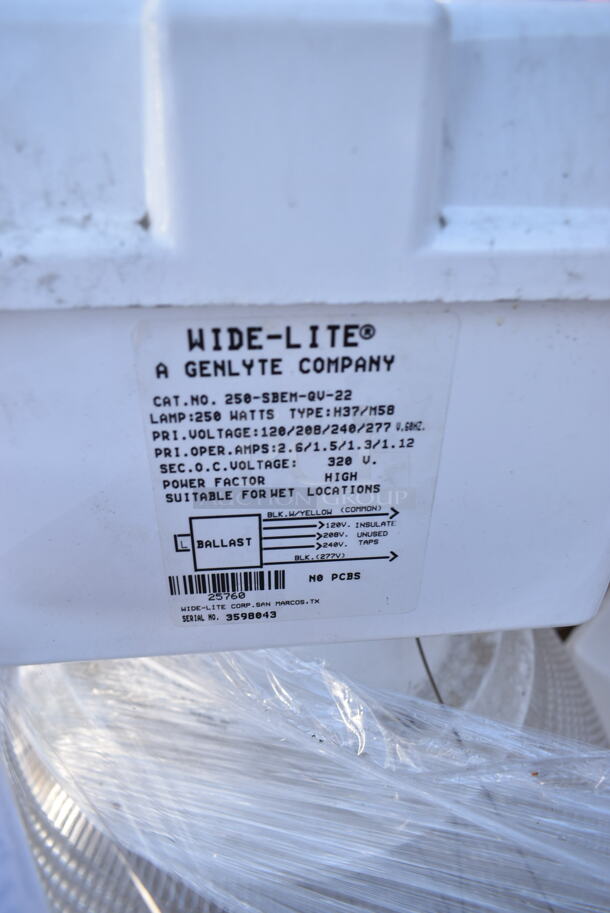 WIDE-LITE®
A GENLYTE COMPANY
CAT.NO. 250-SBEM-QV-22
LAMP:250 WATTS TYPE:H37/M58
PRI.VOLTAGE:120/208/240/277 V.60HZ.
PRI.OPER.AMPS:2.6/1.5/1.3/1.12
SEC.O.C.VOLTAGE: 320 V.
POWER FACTOR HIGH
SUITABLE FOR WET LOCATIONS
AUCTION GROUP
BLK.W/YELLOW (COMMON)
120V. INSULATE
208V. UNUSED
240V. TAPS
L BALLAST
BLK.(277V)
NO PCBS
25760
WIDE-LITE CORP.SAN MARCOS.TX
SERIAL NO. 3598043